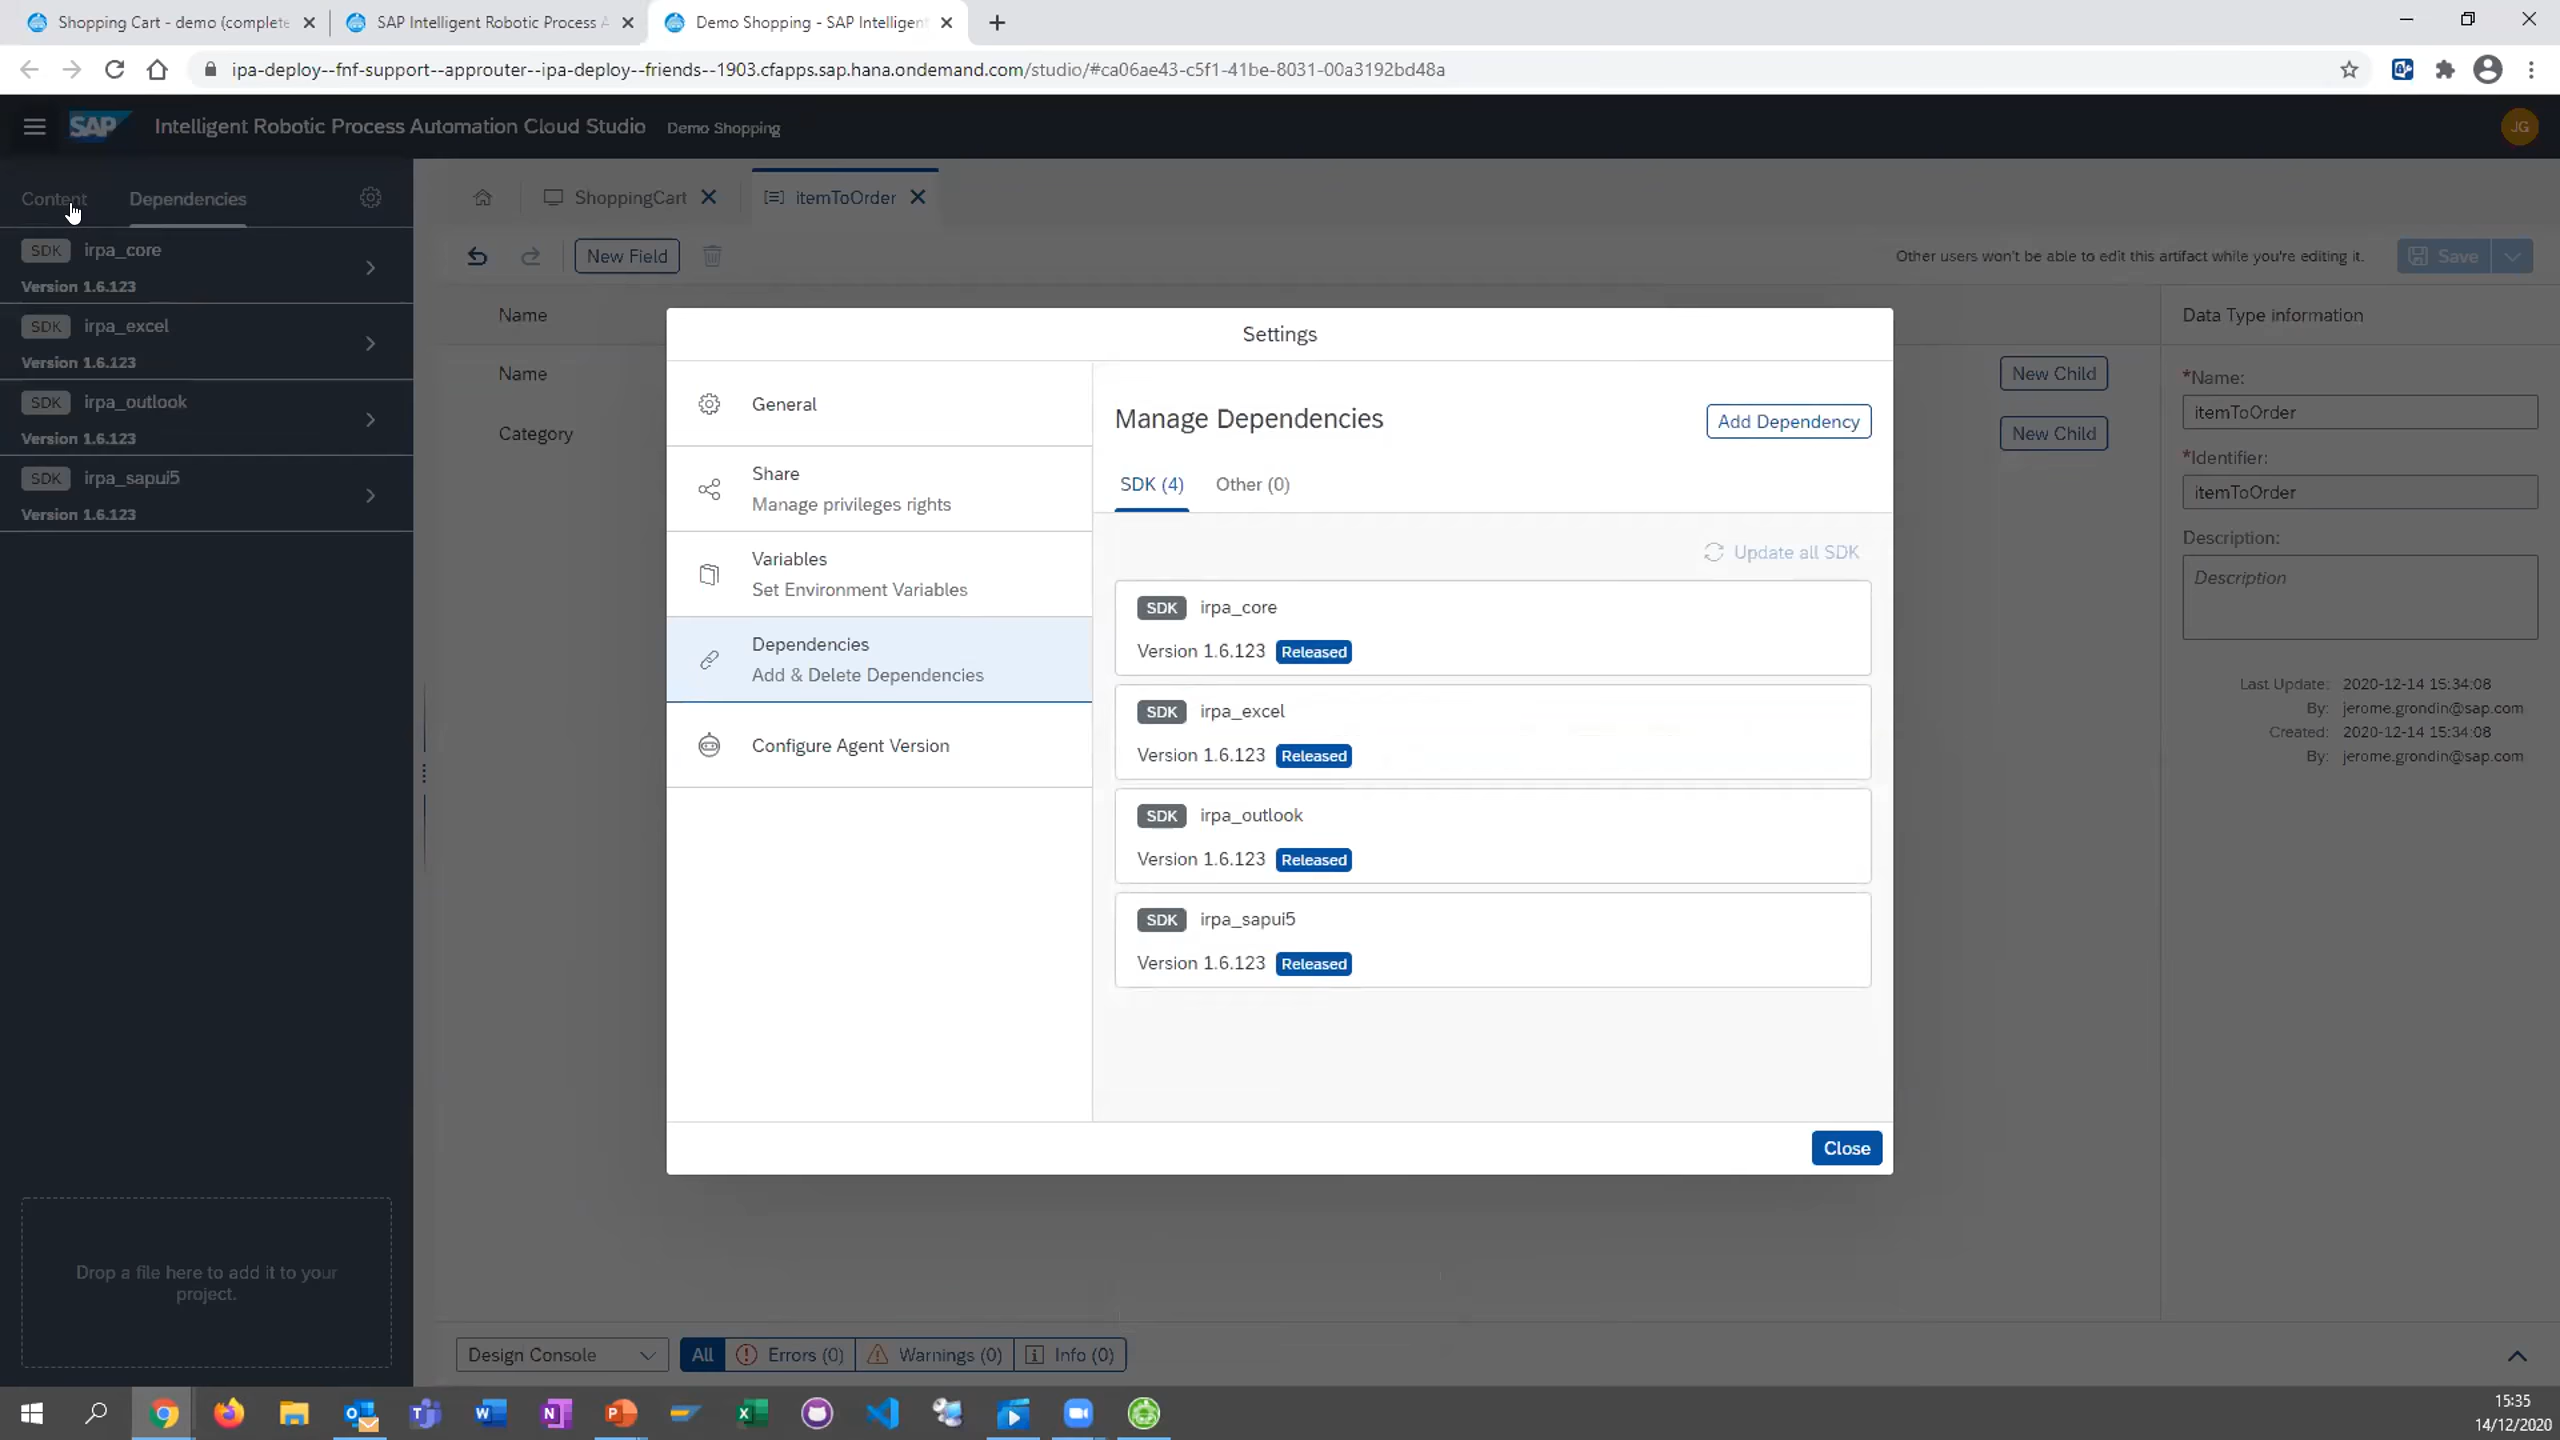 Shopping Cart - demo (complete
SAP Intelligent Robotic Process A
Demo Shopping - SAP Intelligent
ipa-deploy--fnf-support--approuter--ipa-deploy--friends--1903.cfapps.sap.hana.ondemand.com/studio/#ca06ae43-c5f1-41be-8031-00a3192bd48a
SAP Intelligent Robotic Process Automation Cloud Studio Demo Shopping
JG
Content Dependencies
SDK irpa_core
Version 1.6.123
SDK irpa_excel
Version 1.6.123
SDK irpa_outlook
Version 1.6.123
SDK irpa_sapui5
Version 1.6.123
Drop a file here to add it to your
project.
ShoppingCart
itemToOrder
New Field
Other users won't be able to edit this artifact while you're editing it.
Save
Name
Name
Category
New Child
New Child
Settings
General
Share
Manage privileges rights
Variables
Set Environment Variables
Dependencies
Add & Delete Dependencies
Configure Agent Version
Manage Dependencies
Add Dependency
SDK (4) Other (0)
Update all SDK
SDK irpa_core
Version 1.6.123 Released
SDK irpa_excel
Version 1.6.123 Released
SDK irpa_outlook
Version 1.6.123 Released
SDK irpa_sapui5
Version 1.6.123 Released
Close
Data Type information
*Name:
itemToOrder
*Identifier:
itemToOrder
Description:
Description
Last Update: 2020-12-14 15:34:08
By: jerome.grondin@sap.com
Created: 2020-12-14 15:34:08
By: jerome.grondin@sap.com
Design Console
All
Errors (0)
Warnings (0)
Info (0)
15:35
14/12/2020